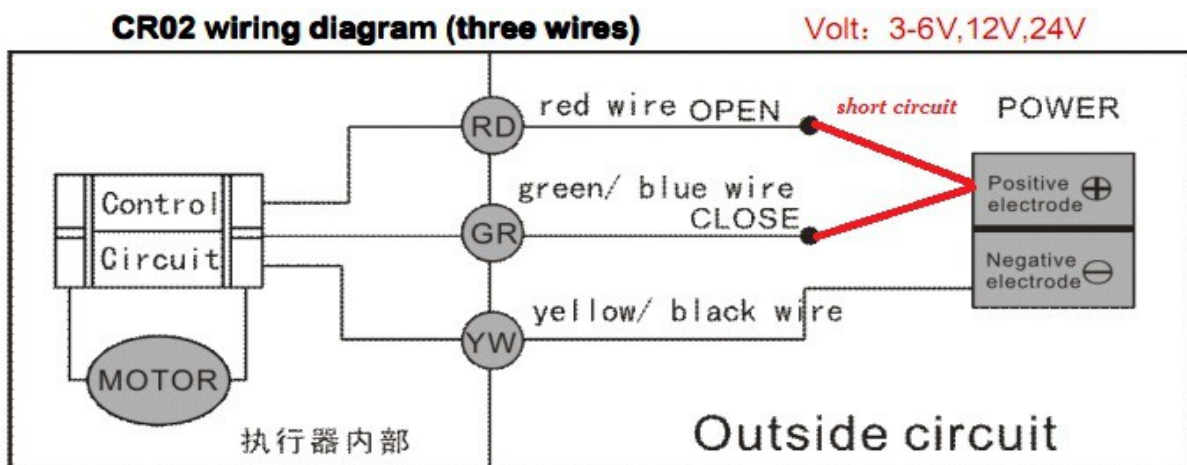 CR02 wiring diagram (three wires)
Volt: 3-6V,12V,24V
RD
red wire OPEN
short circuit
POWER
Control
Circuit
green/ blue wire
CLOSE
GR
Positive
electrode
Negative
electrode
yellow/ black wire
YW
MOTOR
执行器内部
Outside circuit